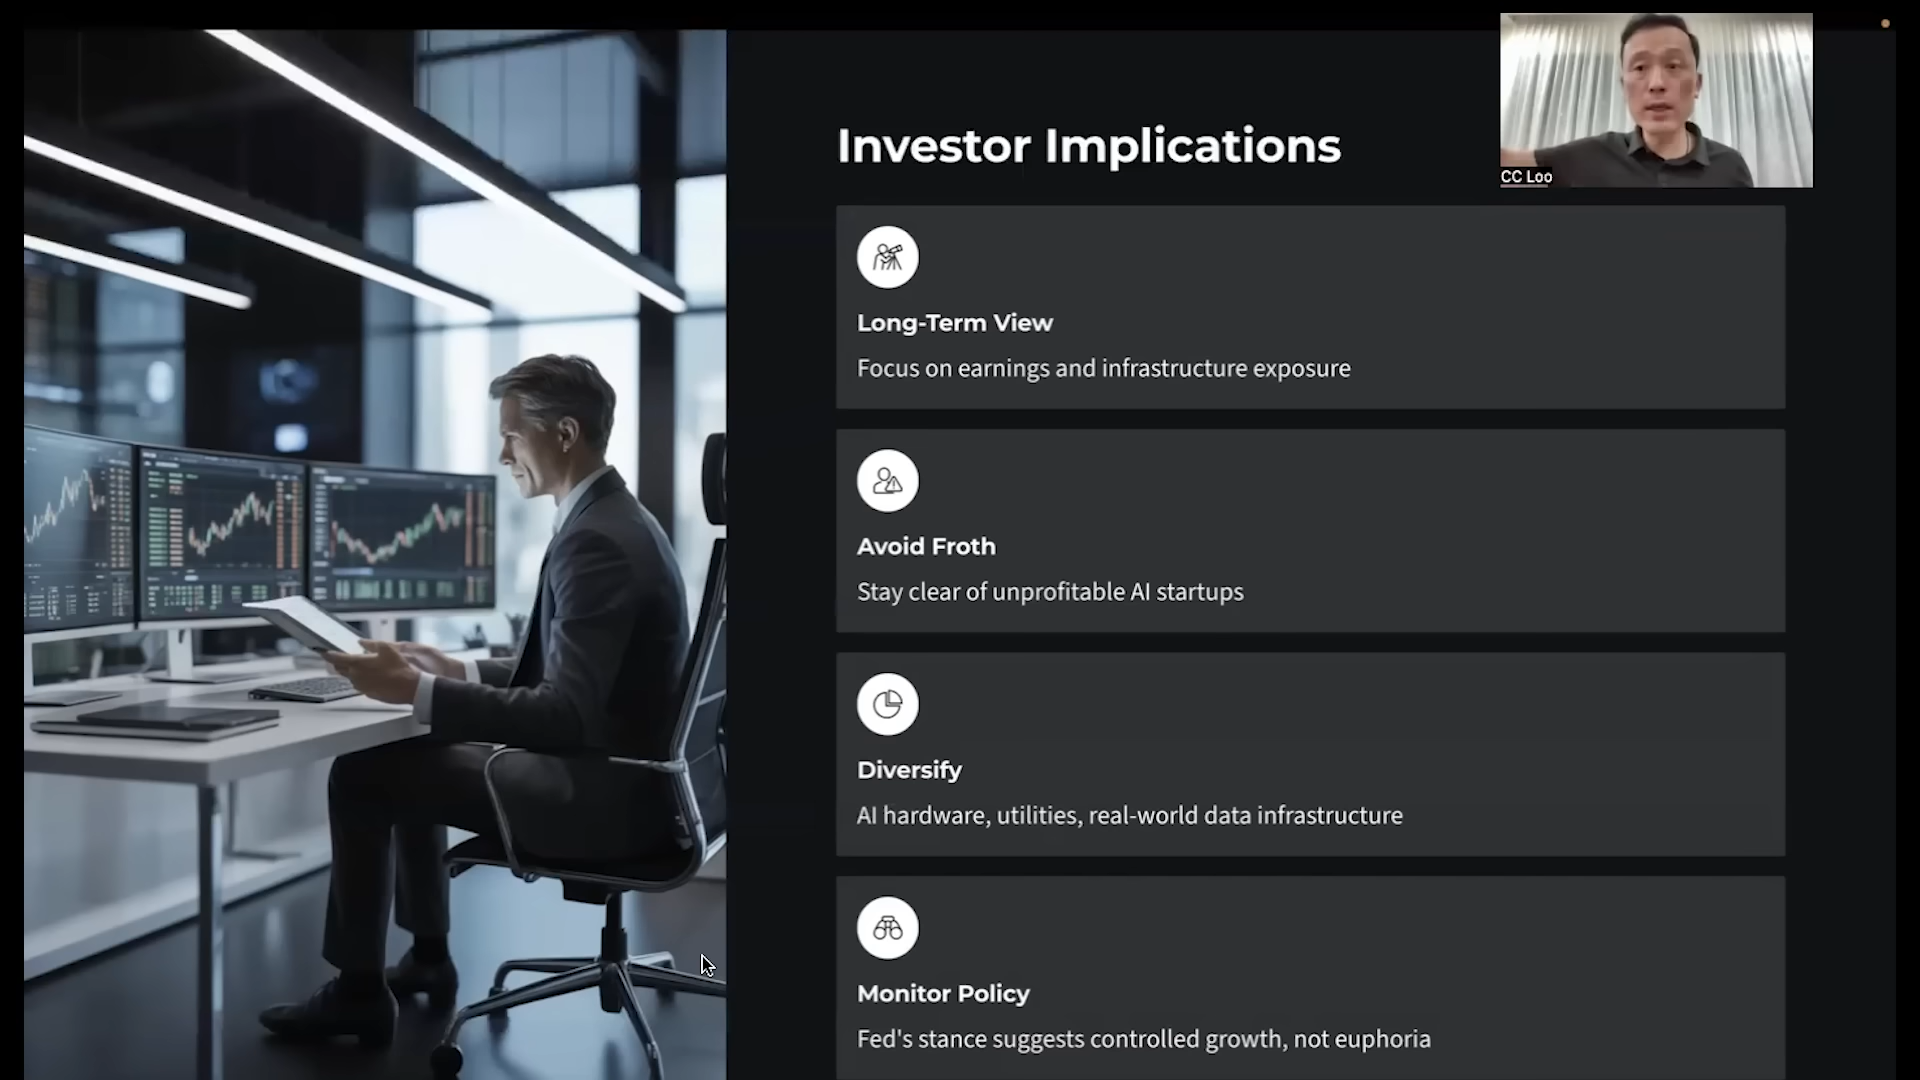 Investor Implications
CC Loo
Long-Term View
Focus on earnings and infrastructure exposure
Avoid Froth
Stay clear of unprofitable AI startups
Diversify
AI hardware, utilities, real-world data infrastructure
Monitor Policy
Fed's stance suggests controlled growth, not euphoria